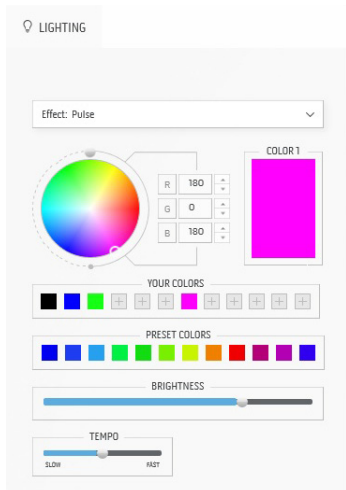 LIGHTING
Effect: Pulse
COLOR 1
R 180
G 0
B 180
YOUR COLORS
PRESET COLORS
BRIGHTNESS
TEMPO
SLOW FAST